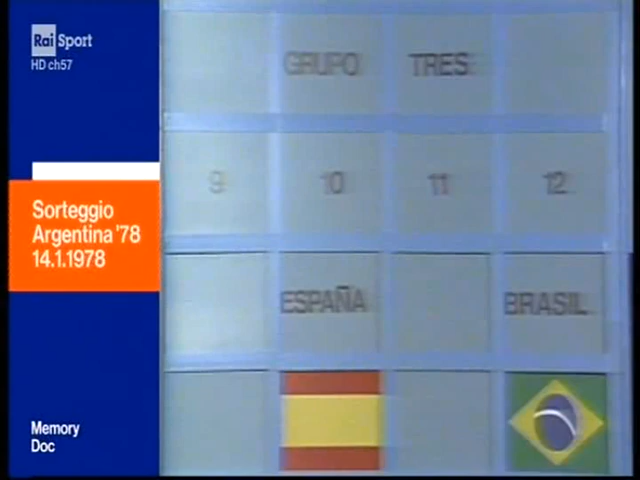 Rai Sport
HD ch57
GRUPO TRES
9 10 11 12
Sorteggio
Argentina '78
14.1.1978
ESPAÑA BRASIL
Memory
Doc